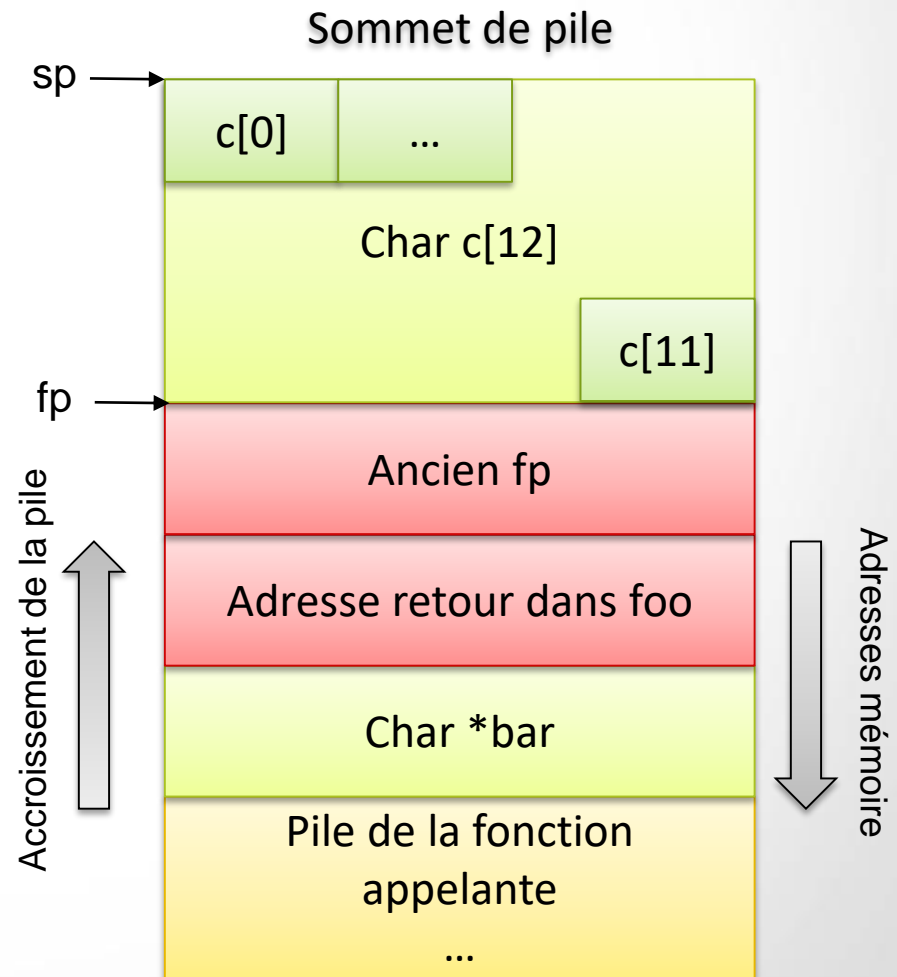 Sommet de pile
sp
c[0]
...
Char c[12]
c[11]
fp
Ancien fp
Adresse retour dans foo
Char *bar
Pile de la fonction
appelante
...
Accroissement de la pile
Adresses mémoire